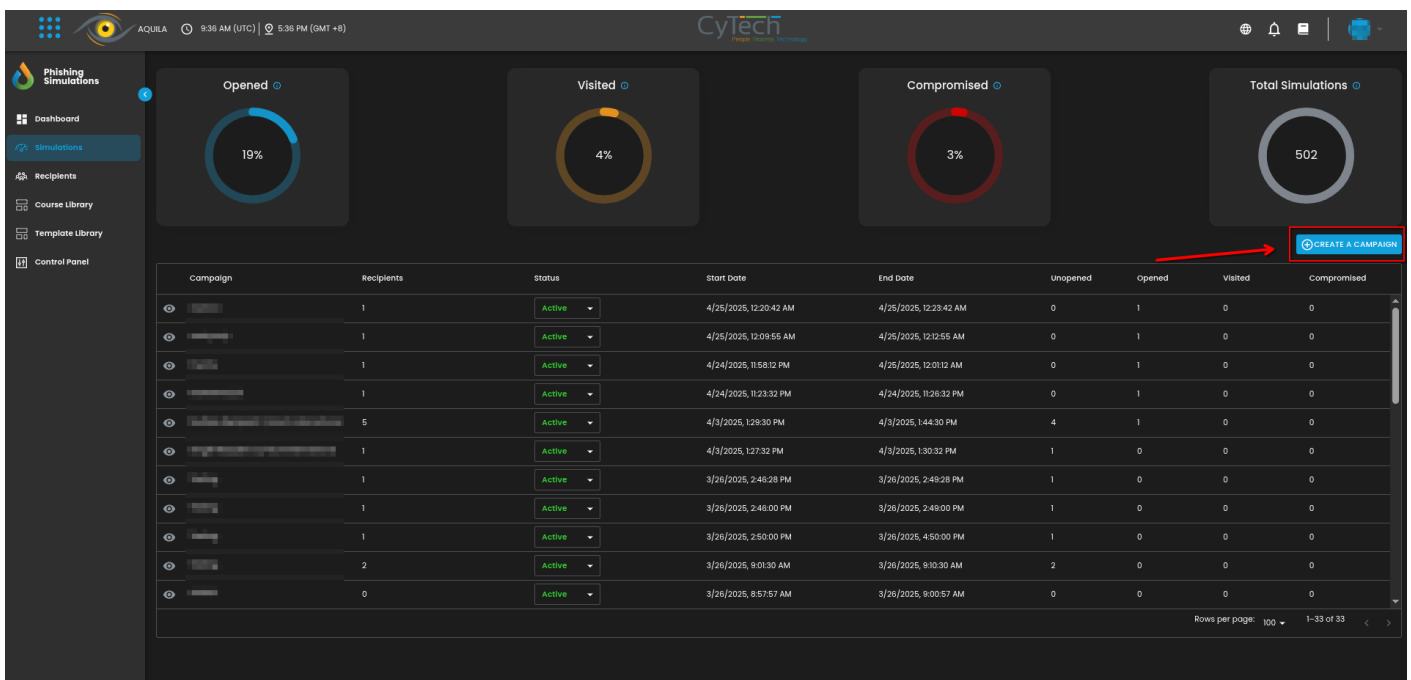 AQUILA 9:36 AM (UTC) 5:36 PM (GMT +8)
CyTech
People Process Technology
Phishing
Simulations
Dashboard
Simulations
Recipients
Course Library
Template Library
Control Panel
Opened
19%
Visited
4%
Compromised
3%
Total Simulations
502
CREATE A CAMPAIGN
Campaign Recipients Status Start Date End Date Unopened Opened Visited Compromised
1 Active 4/25/2025, 12:20:42 AM 4/25/2025, 12:23:42 AM 0 1 0 0
1 Active 4/25/2025, 12:09:55 AM 4/25/2025, 12:12:55 AM 0 1 0 0
1 Active 4/24/2025, 11:58:12 PM 4/25/2025, 12:01:12 AM 0 1 0 0
1 Active 4/24/2025, 11:23:32 PM 4/24/2025, 11:26:32 PM 0 1 0 0
5 Active 4/3/2025, 1:29:30 PM 4/3/2025, 1:44:30 PM 4 1 0 0
1 Active 4/3/2025, 1:27:32 PM 4/3/2025, 1:30:32 PM 1 0 0 0
1 Active 3/26/2025, 2:46:28 PM 3/26/2025, 2:49:28 PM 1 0 0 0
1 Active 3/26/2025, 2:46:00 PM 3/26/2025, 2:49:00 PM 1 0 0 0
1 Active 3/26/2025, 2:50:00 PM 3/26/2025, 4:50:00 PM 1 0 0 0
2 Active 3/26/2025, 9:01:30 AM 3/26/2025, 9:10:30 AM 2 0 0 0
0 Active 3/26/2025, 8:57:57 AM 3/26/2025, 9:00:57 AM 0 0 0 0
Rows per page: 100 1-33 of 33